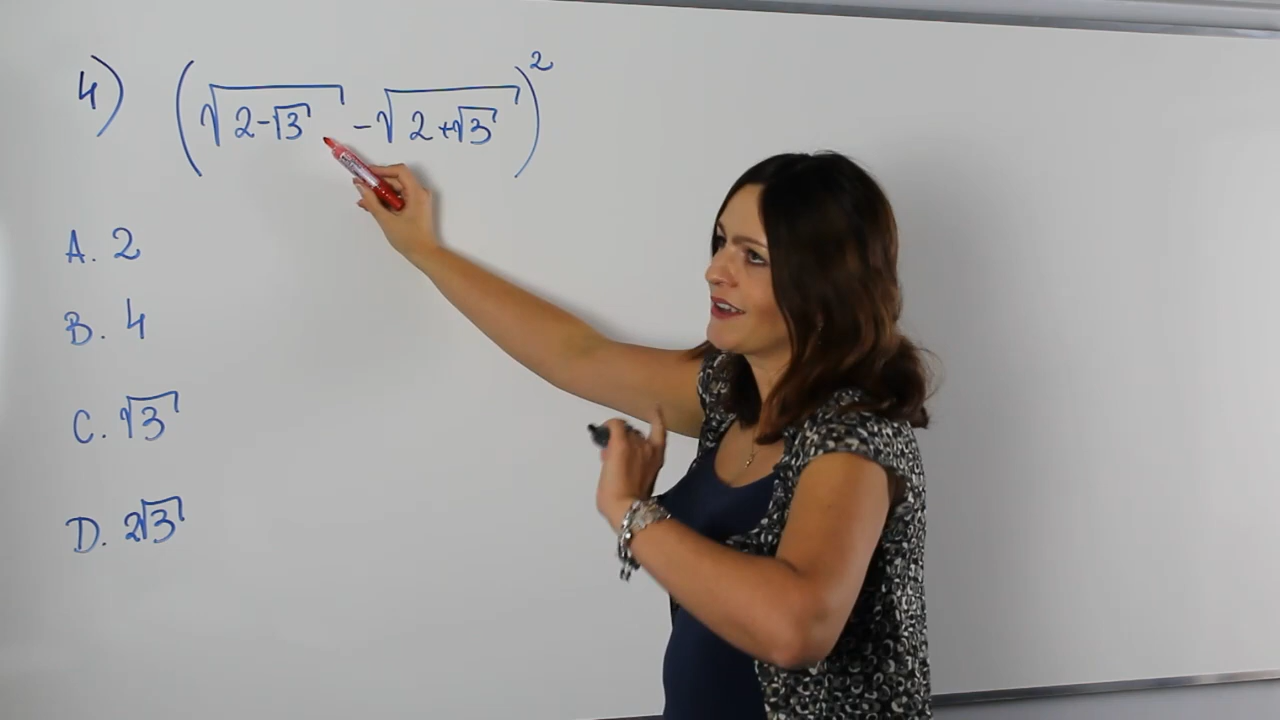 4) (√(2-√3) - √(2+√3))²
A. 2
B. 4
C. √3
D. 2√3